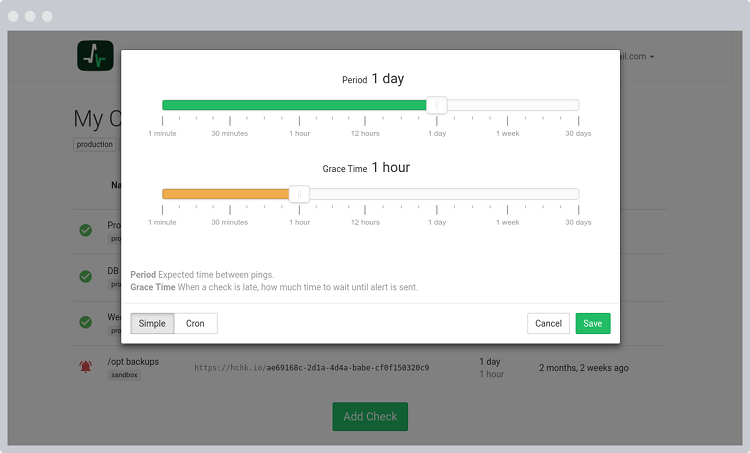 ail.com
Period 1 day
1 minute 30 minutes 1 hour 12 hours 1 day 1 week 30 days
My C
production
Grace Time 1 hour
1 minute 30 minutes 1 hour 12 hours 1 day 1 week 30 days
Na
Pro
pro
DB
pro
Wee
pro
Period Expected time between pings.
Grace Time When a check is late, how much time to wait until alert is sent.
Simple Cron Cancel Save
/opt backups
sandbox
https://hchk.io/ae69168c-2d1a-4d4a-babe-cf0f150320c9
1 day
1 hour
2 months, 2 weeks ago
Add Check